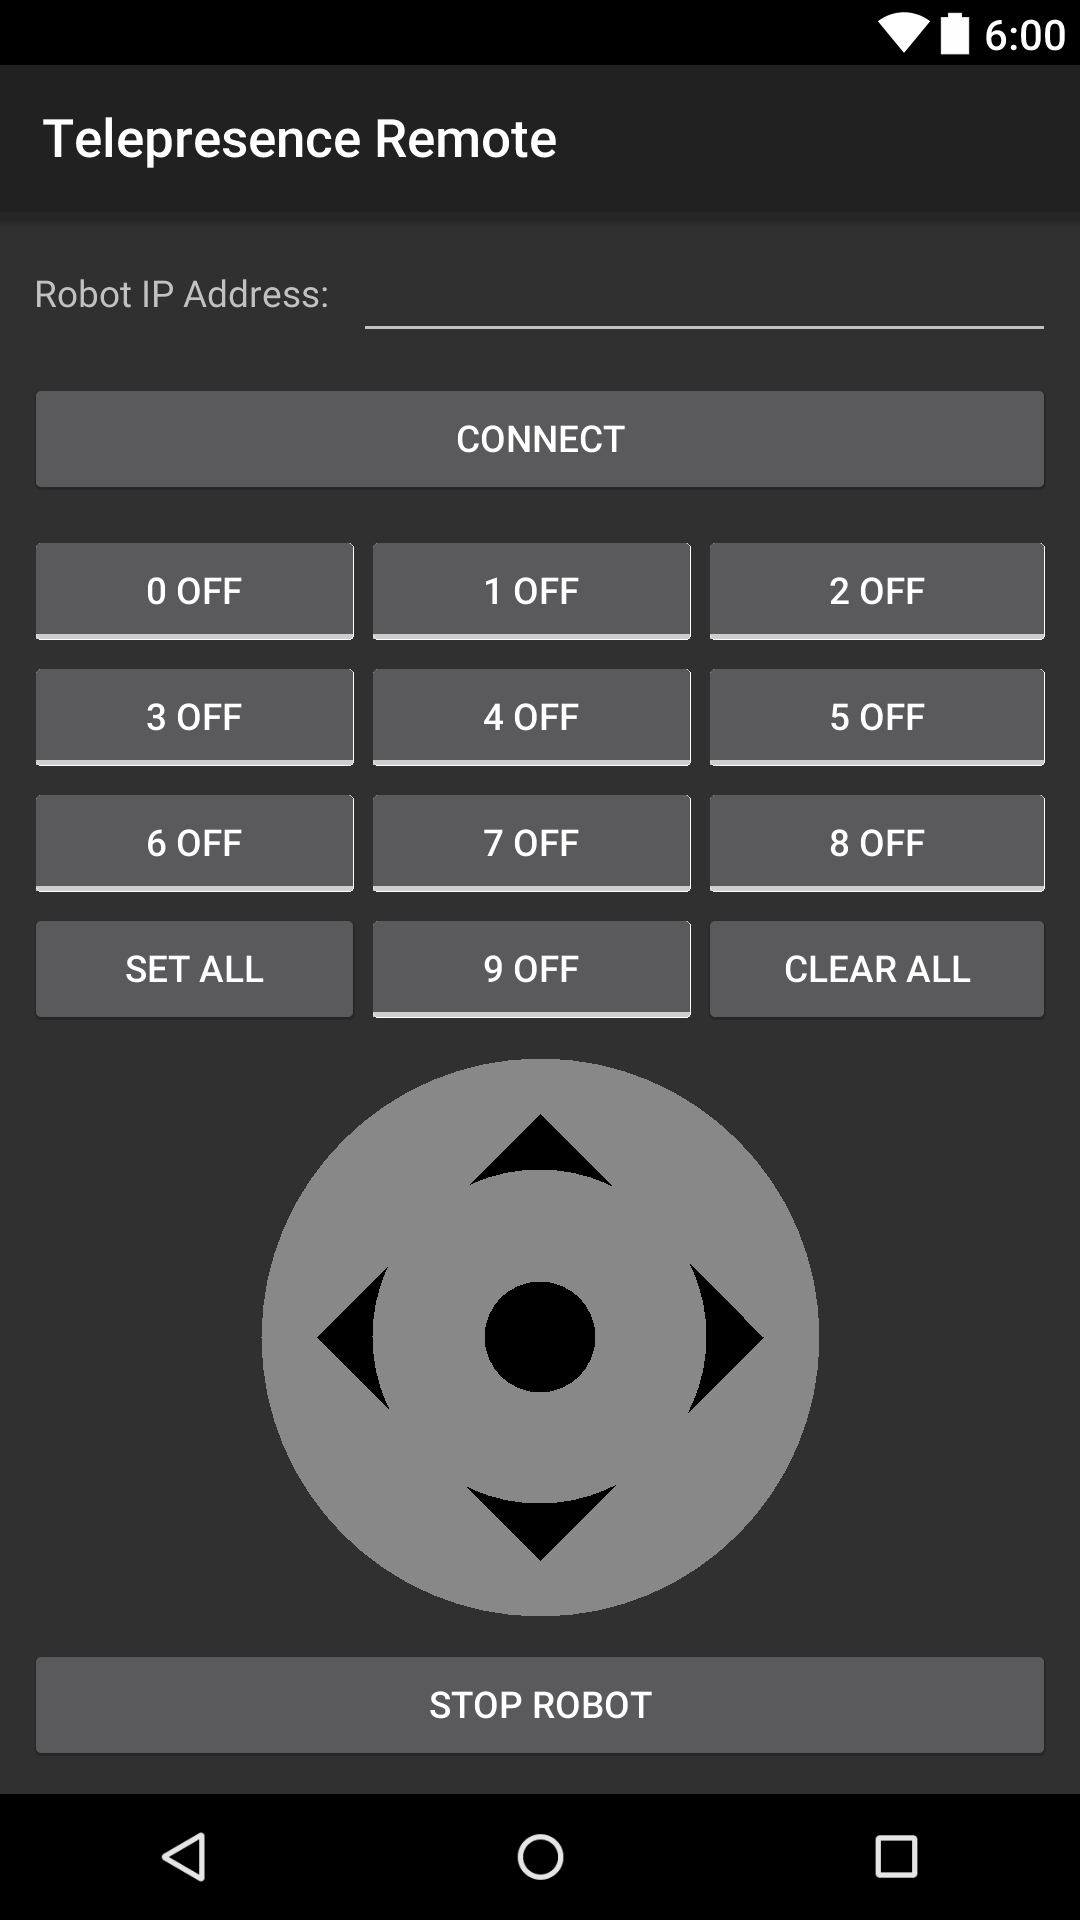 6:00
Telepresence Remote
Robot IP Address:
CONNECT
0 OFF 1 OFF 2 OFF
3 OFF 4 OFF 5 OFF
6 OFF 7 OFF 8 OFF
SET ALL 9 OFF CLEAR ALL
STOP ROBOT